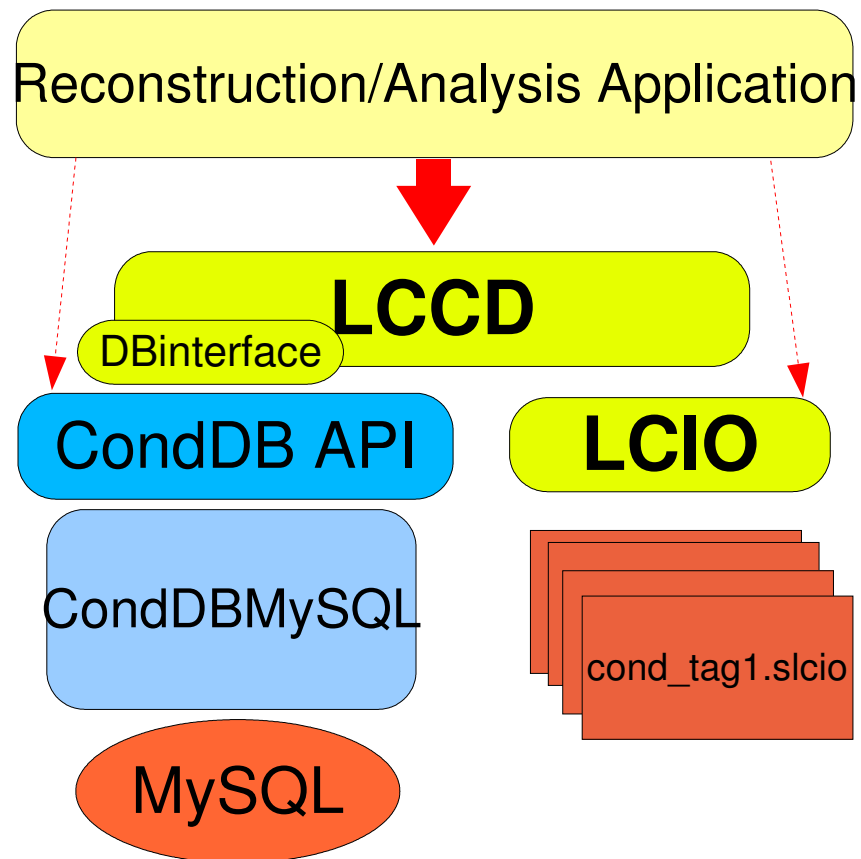 Reconstruction/Analysis Application
LCCD
DBinterface
CondDB API
LCIO
CondDBMySQL
cond_tag1.slcio
MySQL